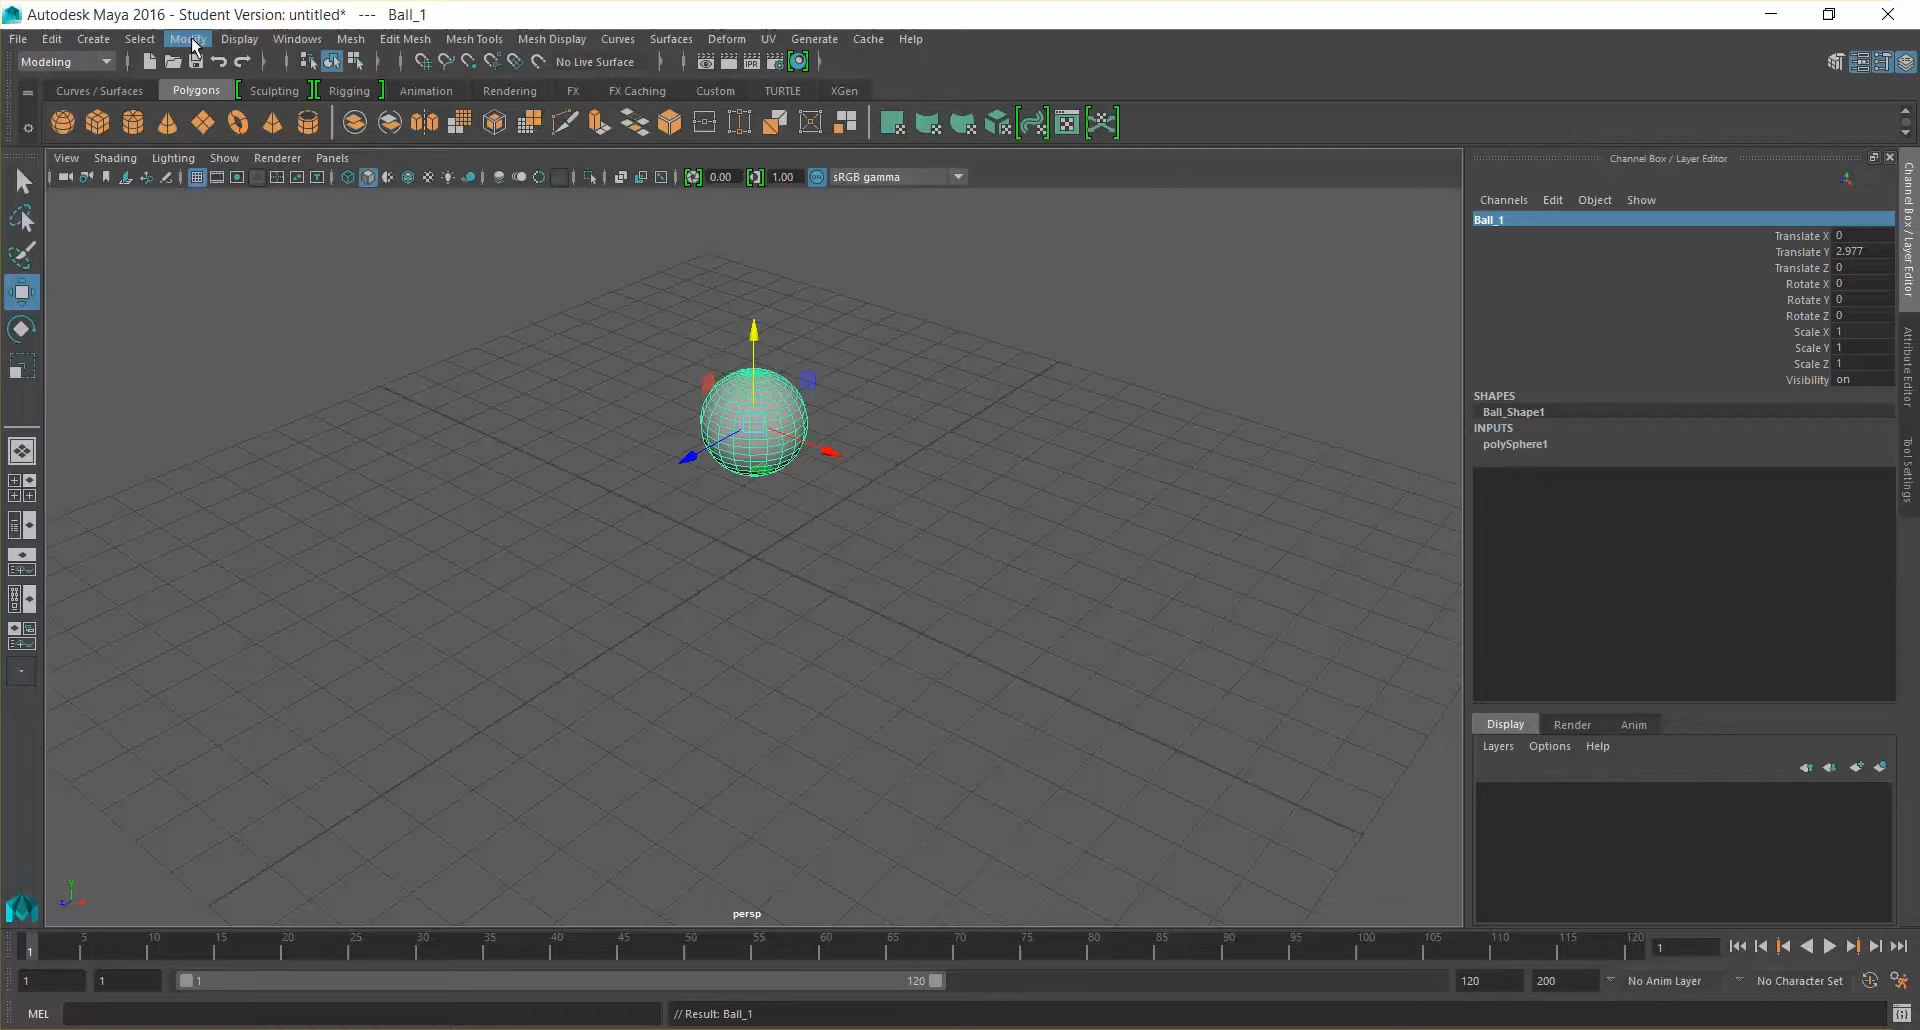 Autodesk Maya 2016 - Student Version: untitled* --- Ball_1
File Edit Create Select Modify Display Windows Mesh Edit Mesh Mesh Tools Mesh Display Curves Surfaces Deform UV Generate Cache Help
Modeling No Live Surface
Curves / Surfaces Polygons Sculpting Rigging Animation Rendering FX FX Caching Custom TURTLE XGen
View Shading Lighting Show Renderer Panels
0.00 1.00 ON sRGB gamma
Channel Box / Layer Editor
Channels Edit Object Show
Ball_1
Translate X 0
Translate Y 2.977
Translate Z 0
Rotate X 0
Rotate Y 0
Rotate Z 0
Scale X 1
Scale Y 1
Scale Z 1
Visibility on
SHAPES
Ball_Shape1
INPUTS
polySphere1
Channel Box / Layer Editor
Attribute Editor
Tool Settings
Display Render Anim
Layers Options Help
persp
y
z x
1 5 10 15 20 25 30 35 40 45 50 55 60 65 70 75 80 85 90 95 100 105 110 115 120 1
1 1 1 120 120 200 No Anim Layer No Character Set
MEL // Result: Ball_1